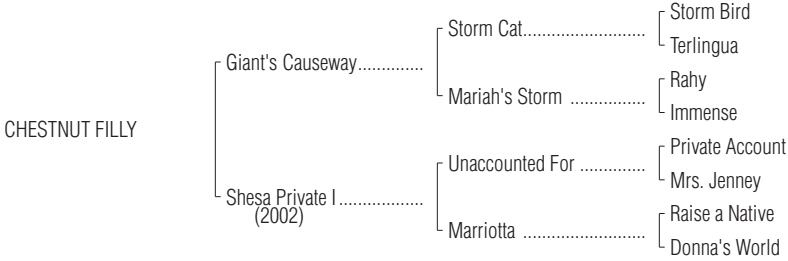 Storm Bird
Storm Cat.........................
Terlingua
Giant's Causeway..............
Rahy
Mariah's Storm ................
Immense
CHESTNUT FILLY
Private Account
Unaccounted For ..............
Mrs. Jenney
Shesa Private I..................
(2002)
Raise a Native
Marriotta ..........................
Donna's World